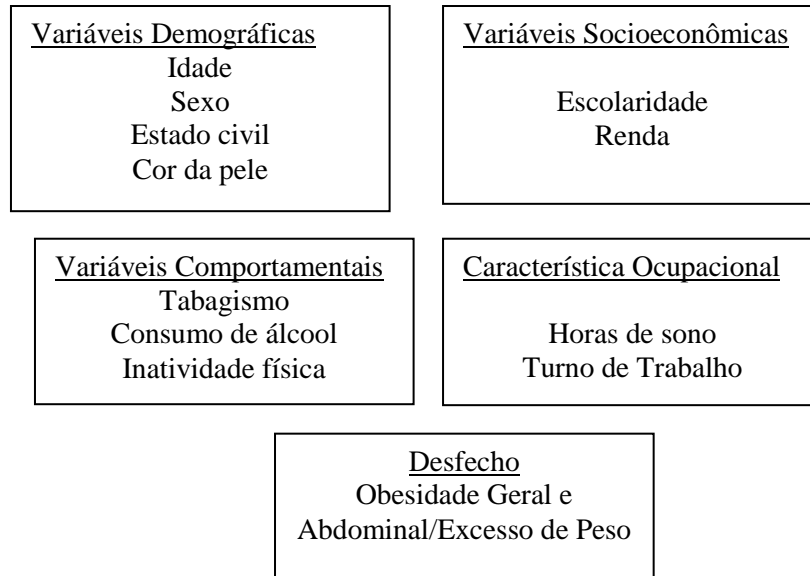 Variáveis Demográficas
Idade
Sexo
Estado civil
Cor da pele
Variáveis Socioeconômicas
Escolaridade
Renda
Variáveis Comportamentais
Tabagismo
Consumo de álcool
Inatividade física
Característica Ocupacional
Horas de sono
Turno de Trabalho
Desfecho
Obesidade Geral e
Abdominal/Excesso de Peso